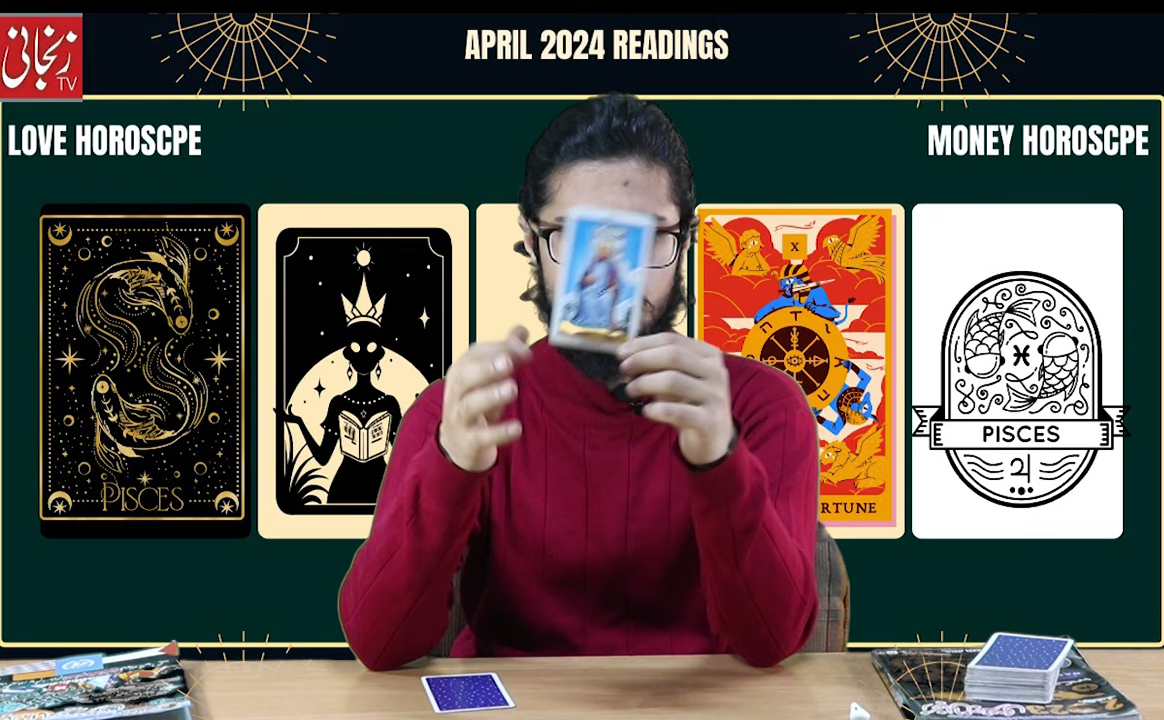 زنجانی
TV
APRIL 2024 READINGS
LOVE HOROSCPE
MONEY HOROSCPE
X
PISCES
RTUNE
PISCES